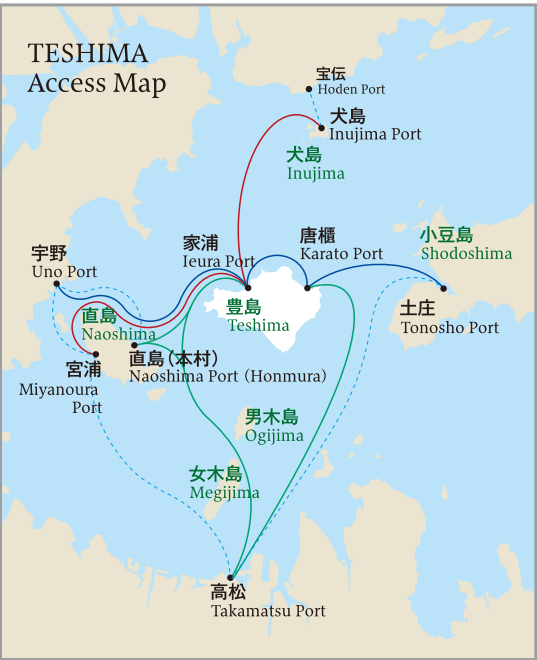 TESHIMA
Access Map
宝伝
Hoden Port
犬島
Inujima Port
犬島
Inujima
家浦
Ieura Port
唐櫃
Karato Port
小豆島
Shodoshima
宇野
Uno Port
豊島
Teshima
土庄
Tonosho Port
直島
Naoshima
直島（本村）
Naoshima Port (Honmura)
宮浦
Miyanoura
Port
男木島
Ogijima
女木島
Megijima
高松
Takamatsu Port